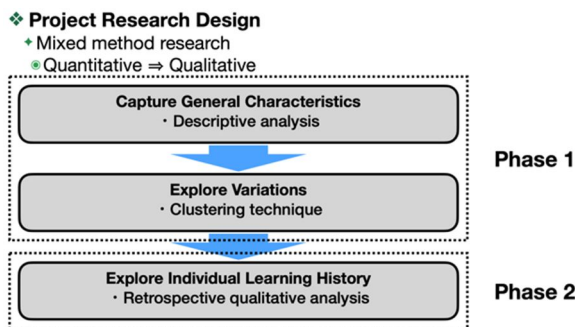 ❖ Project Research Design
✦Mixed method research
◉Quantitative ⇒ Qualitative
Capture General Characteristics
・Descriptive analysis
Phase 1
Explore Variations
・Clustering technique
Explore Individual Learning History
・Retrospective qualitative analysis
Phase 2